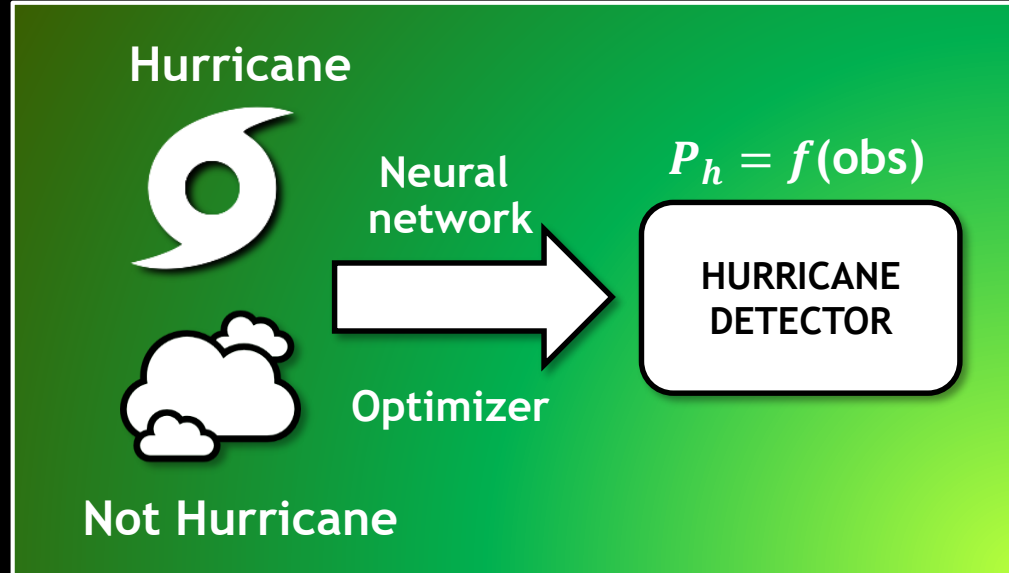 Hurricane
Neural
network
Optimizer
Not Hurricane
P_h = f(obs)
HURRICANE
DETECTOR